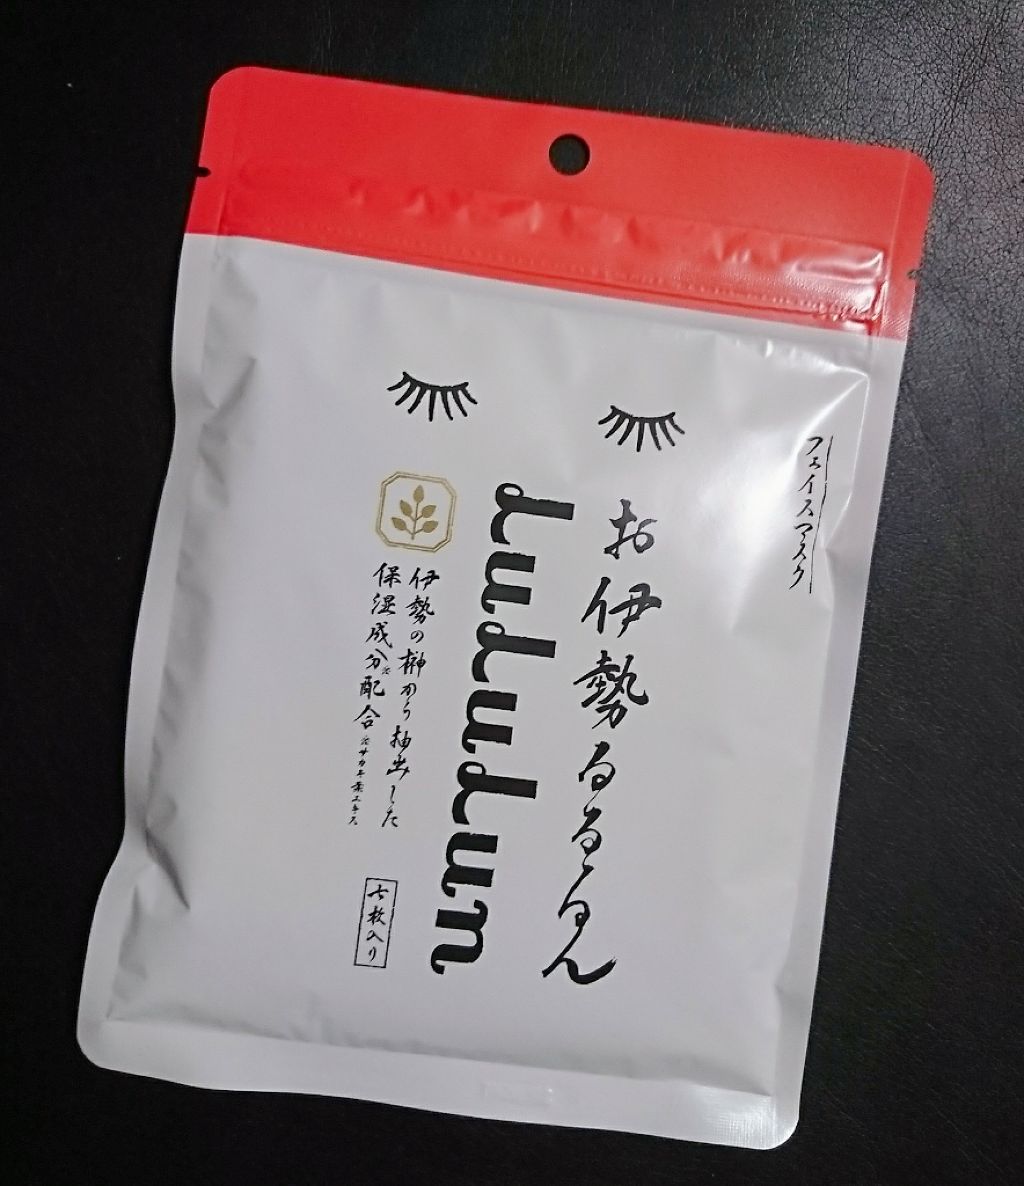 フェイスマスク
お伊勢るるるん
LuLuLun
伊勢の榊から抽出した
保湿成分※配合 ※サカキ葉エキス
七枚入り